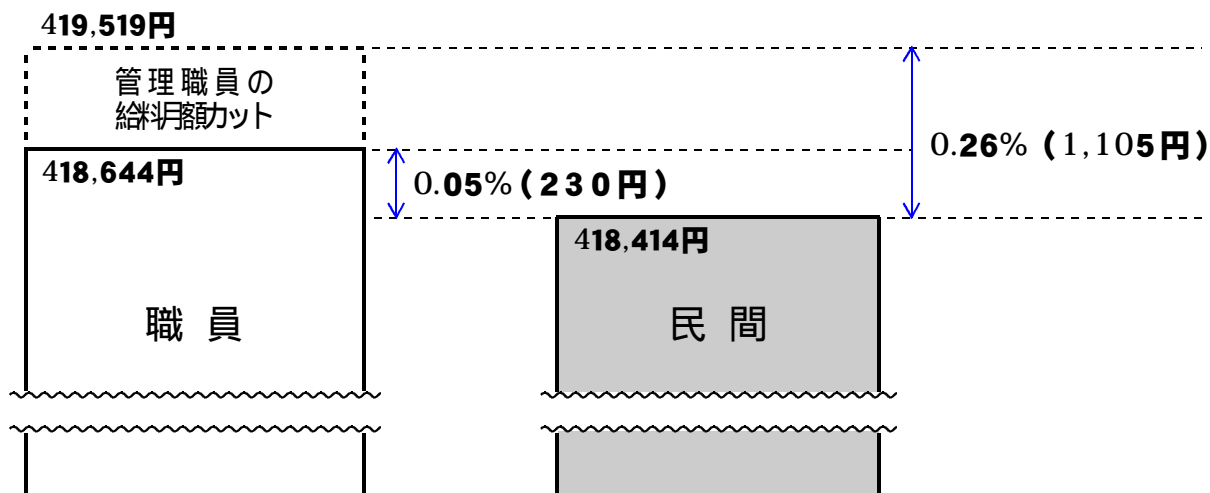 419,519円
管理職員の
給料月額カット
0.26%（1,105円）
418,644円
0.05%（230円）
418,414円
職員
民間